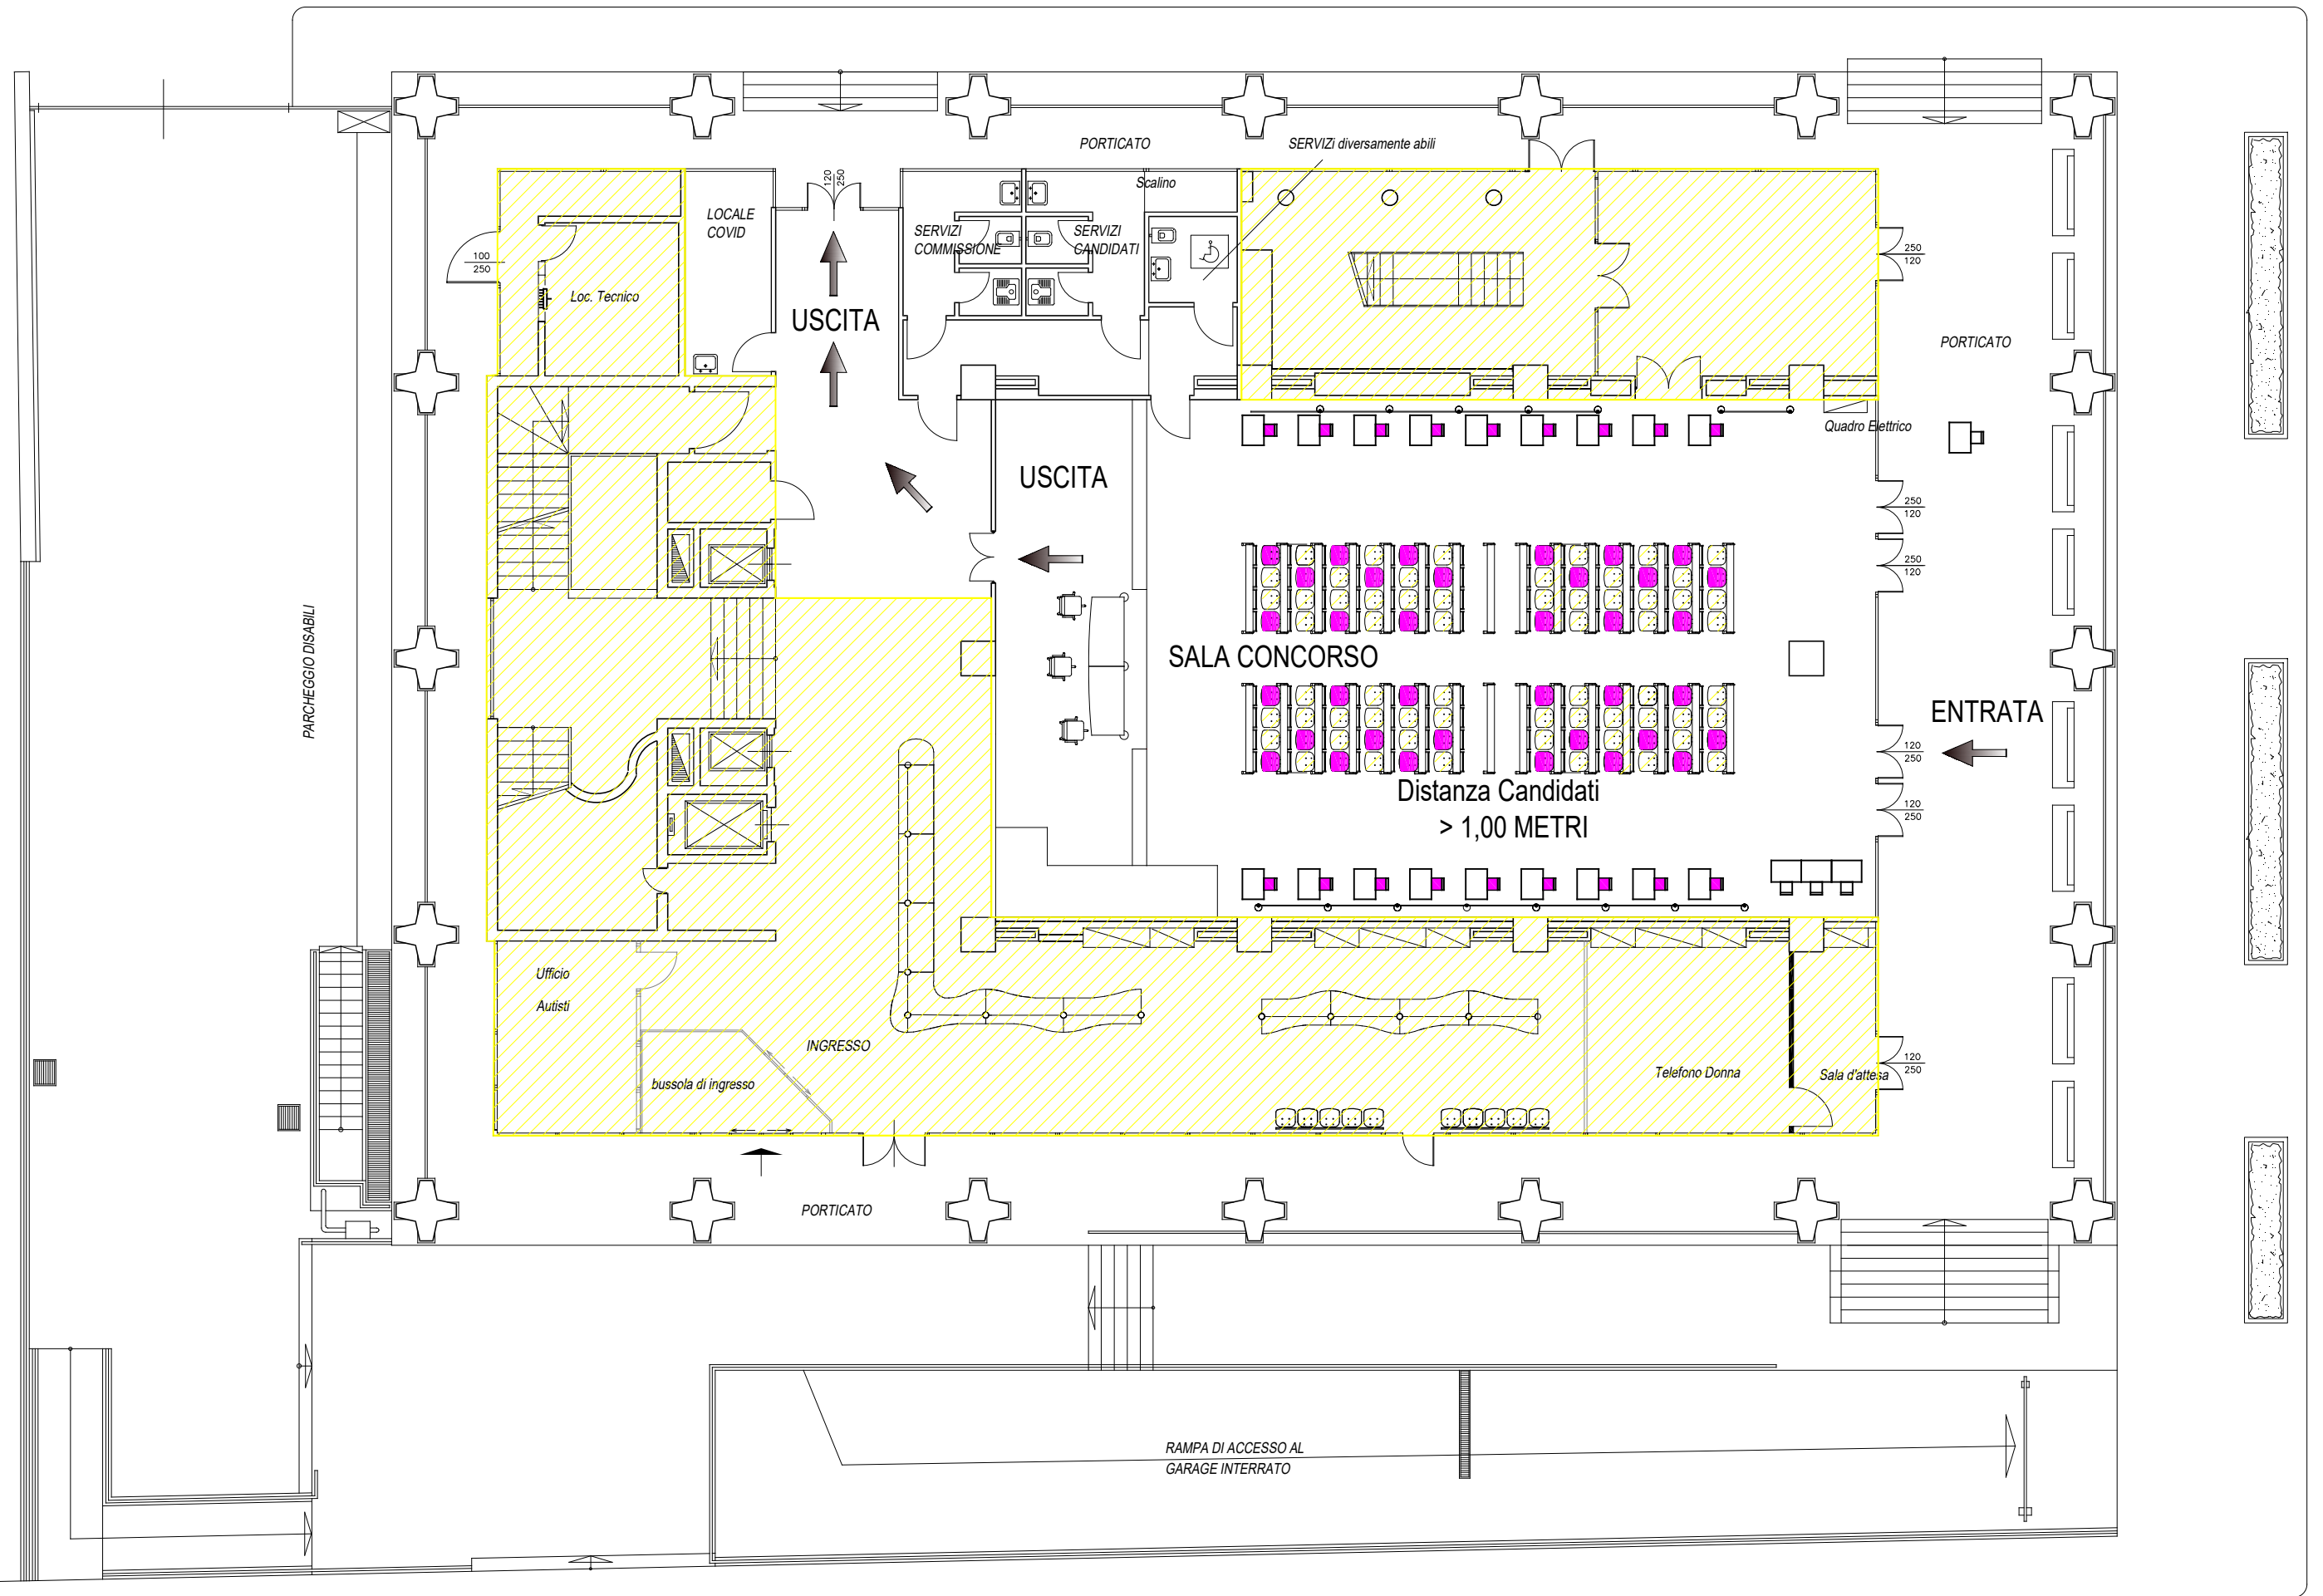 PORTICATO
SERVIZi diversamente abili
120
250
Scalino
LOCALE
COVID
SERVIZI
COMMISSIONE
SERVIZI
CANDIDATI
100
250
250
120
Loc. Tecnico
USCITA
PORTICATO
Quadro Elettrico
USCITA
250
120
250
120
PARCHEGGIO DISABILI
SALA CONCORSO
ENTRATA
120
250
Distanza Candidati
> 1,00 METRI
120
250
Ufficio
Autisti
INGRESSO
120
250
bussola di ingresso
Telefono Donna
Sala d'attesa
PORTICATO
RAMPA DI ACCESSO AL
GARAGE INTERRATO